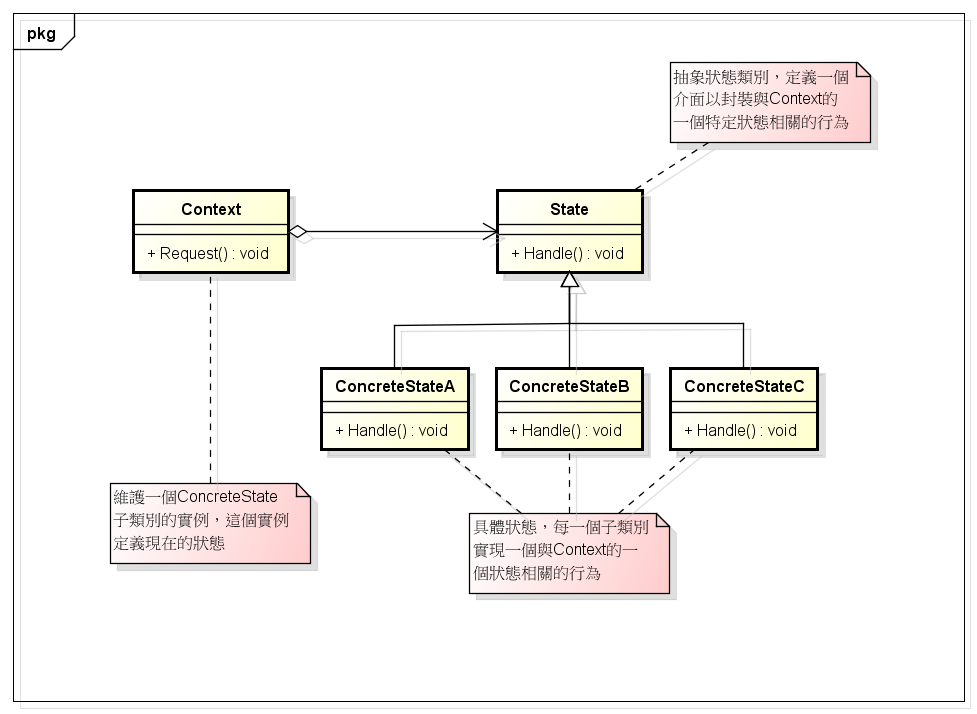 pkg
抽象狀態類別，定義一個
介面以封裝與Context的
一個特定狀態相關的行為
Context
+ Request() : void
State
+ Handle() : void
ConcreteStateA
+ Handle() : void
ConcreteStateB
+ Handle() : void
ConcreteStateC
+ Handle() : void
維護一個ConcreteState
子類別的實例，這個實例
定義現在的狀態
具體狀態，每一個子類別
實現一個與Context的一
個狀態相關的行為